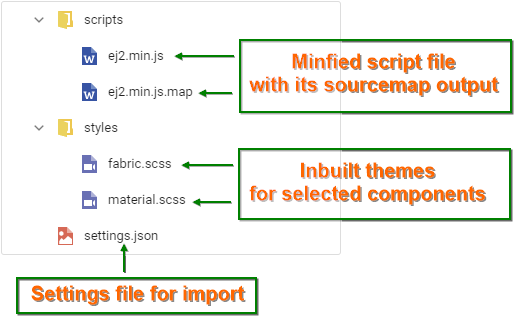 scripts
ej2.min.js
ej2.min.js.map
Minfied script file
with its sourcemap output
styles
fabric.scss
material.scss
Inbuilt themes
for selected components
settings.json
Settings file for import